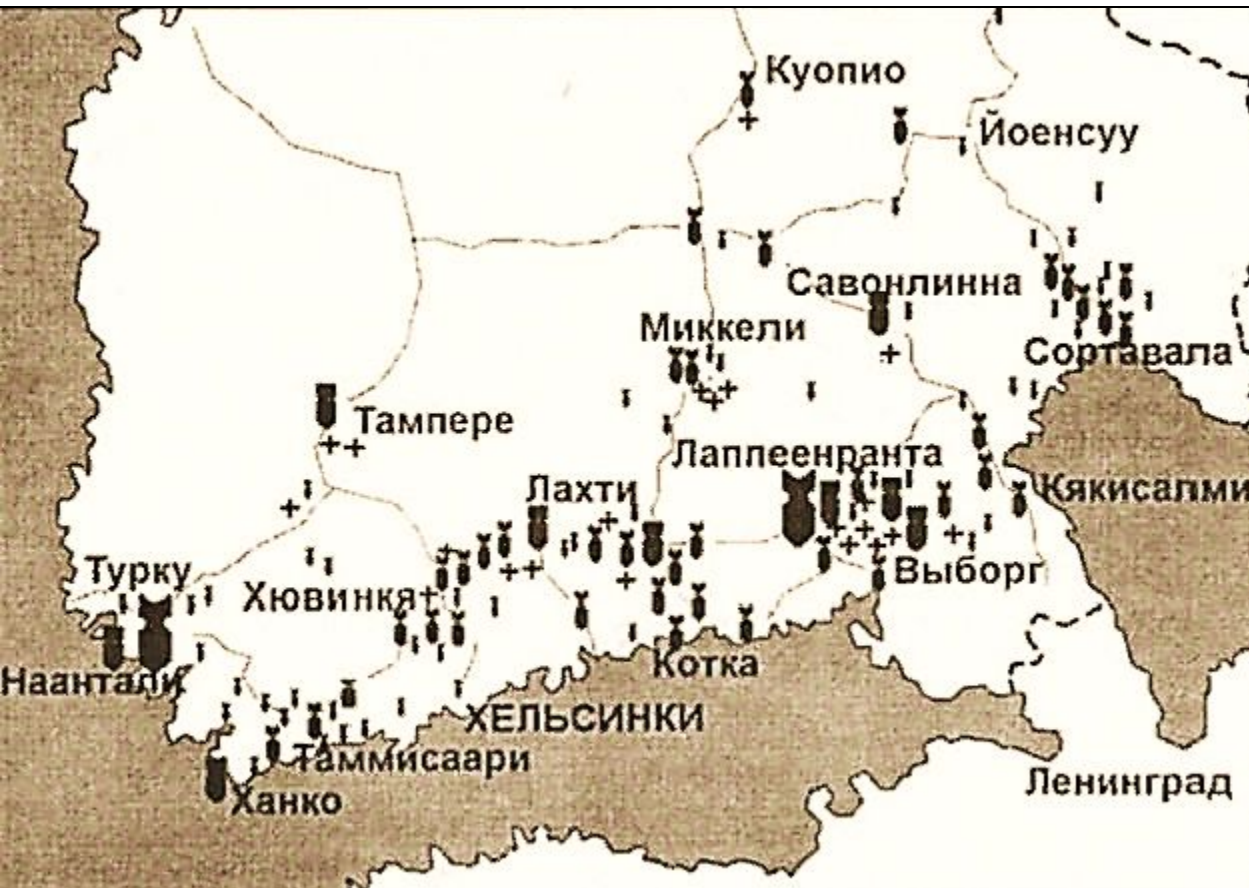 Куопио
Йоенсуу
Савонлинна
Миккели
Сортавала
Тампере
Лаппеенранта
Лахти
Кякисалми
Турку
Выборг
Хювинкя
Котка
Наантали
ХЕЛЬСИНКИ
Таммисаари
Ленинград
Ханко